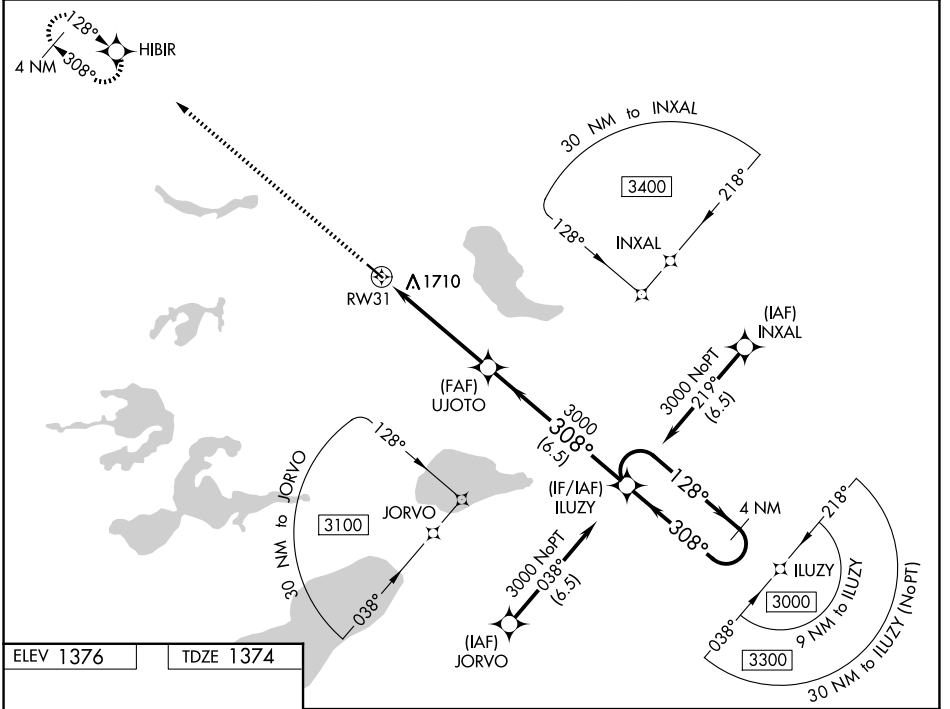 128°
HIBIR
4 NM
308°
30 NM to INXAL
3400
218°
128°
INXAL
RW31
1710
(IAF)
INXAL
3000 NoPT
219°
(6.5)
(FAF)
UJOTO
3000
308°
(6.5)
128°
30 NM to JORVO
3100
JORVO
038°
(IF/IAF)
ILUZY
128°
4 NM
308°
3000 NoPT
038°
(6.5)
(IAF)
JORVO
218°
ILUZY
3000
9 NM to ILUZY
038°
3300
30 NM to ILUZY (NoPT)
ELEV 1376
TDZE 1374